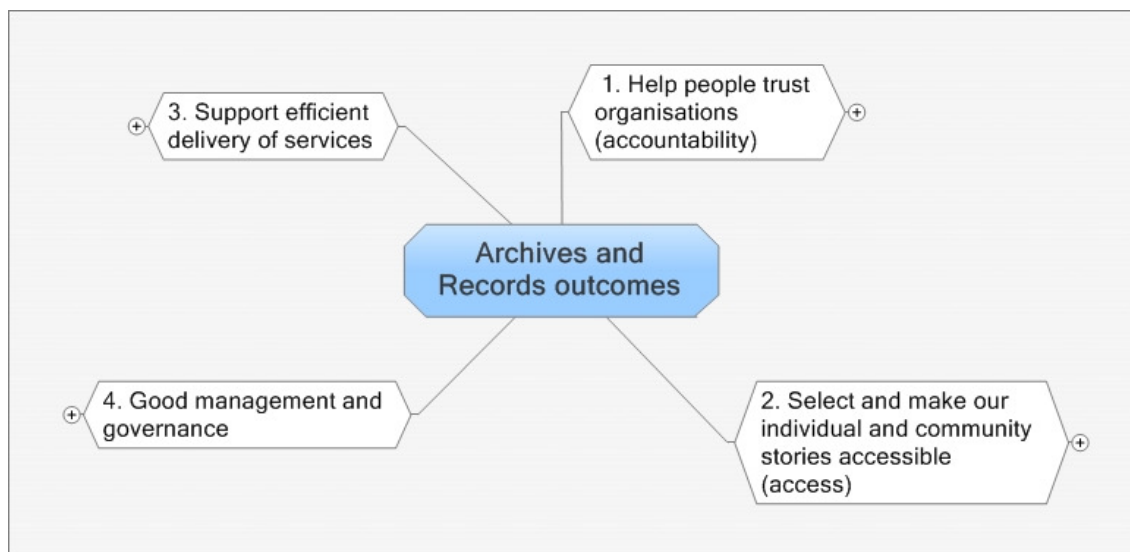 Archives and
Records outcomes
1. Help people trust
organisations
(accountability)
2. Select and make our
individual and community
stories accessible
(access)
3. Support efficient
delivery of services
4. Good management and
governance